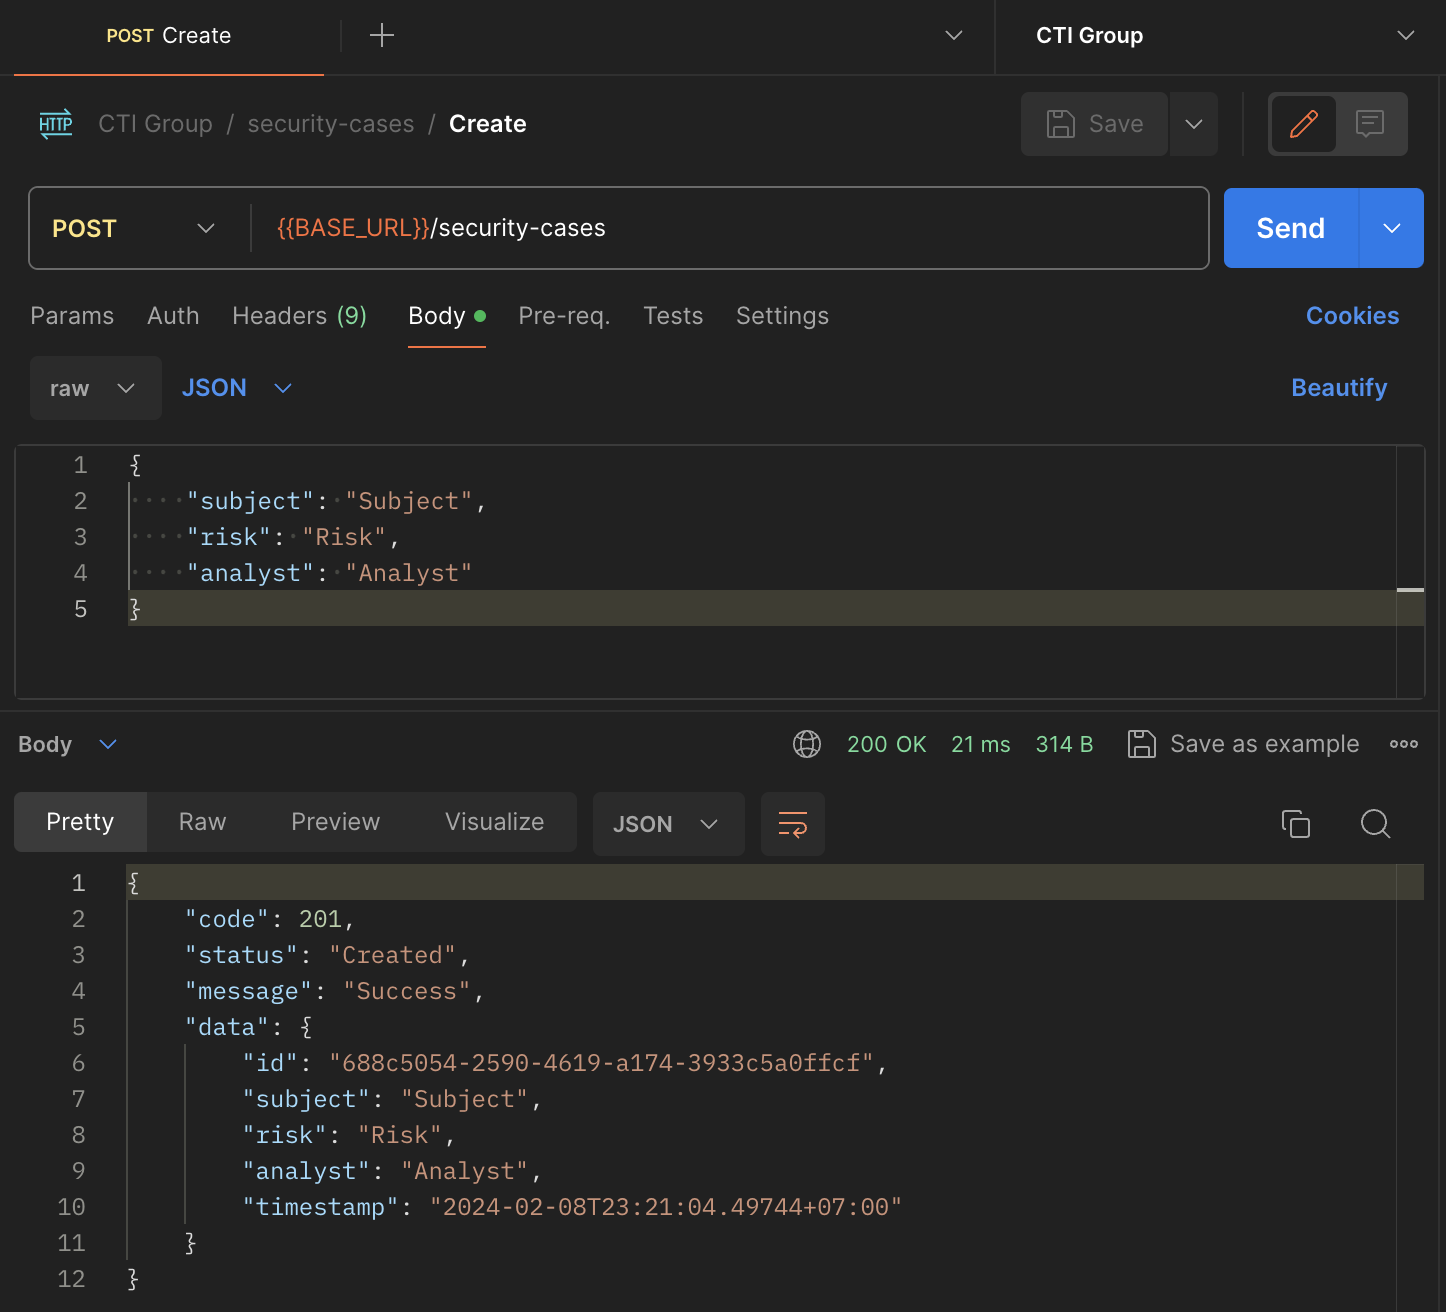 POST Create
CTI Group
HTTP CTI Group / security-cases / Create
Save
POST {{BASE_URL}}/security-cases
Send
Params Auth Headers (9) Body Pre-req. Tests Settings Cookies
raw JSON Beautify
1 {
2 "subject": "Subject",
3 "risk": "Risk",
4 "analyst": "Analyst"
5 }
Body 200 OK 21 ms 314 B Save as example
Pretty Raw Preview Visualize JSON
1 {
2 "code": 201,
3 "status": "Created",
4 "message": "Success",
5 "data": {
6 "id": "688c5054-2590-4619-a174-3933c5a0ffcf",
7 "subject": "Subject",
8 "risk": "Risk",
9 "analyst": "Analyst",
10 "timestamp": "2024-02-08T23:21:04.49744+07:00"
11 }
12 }